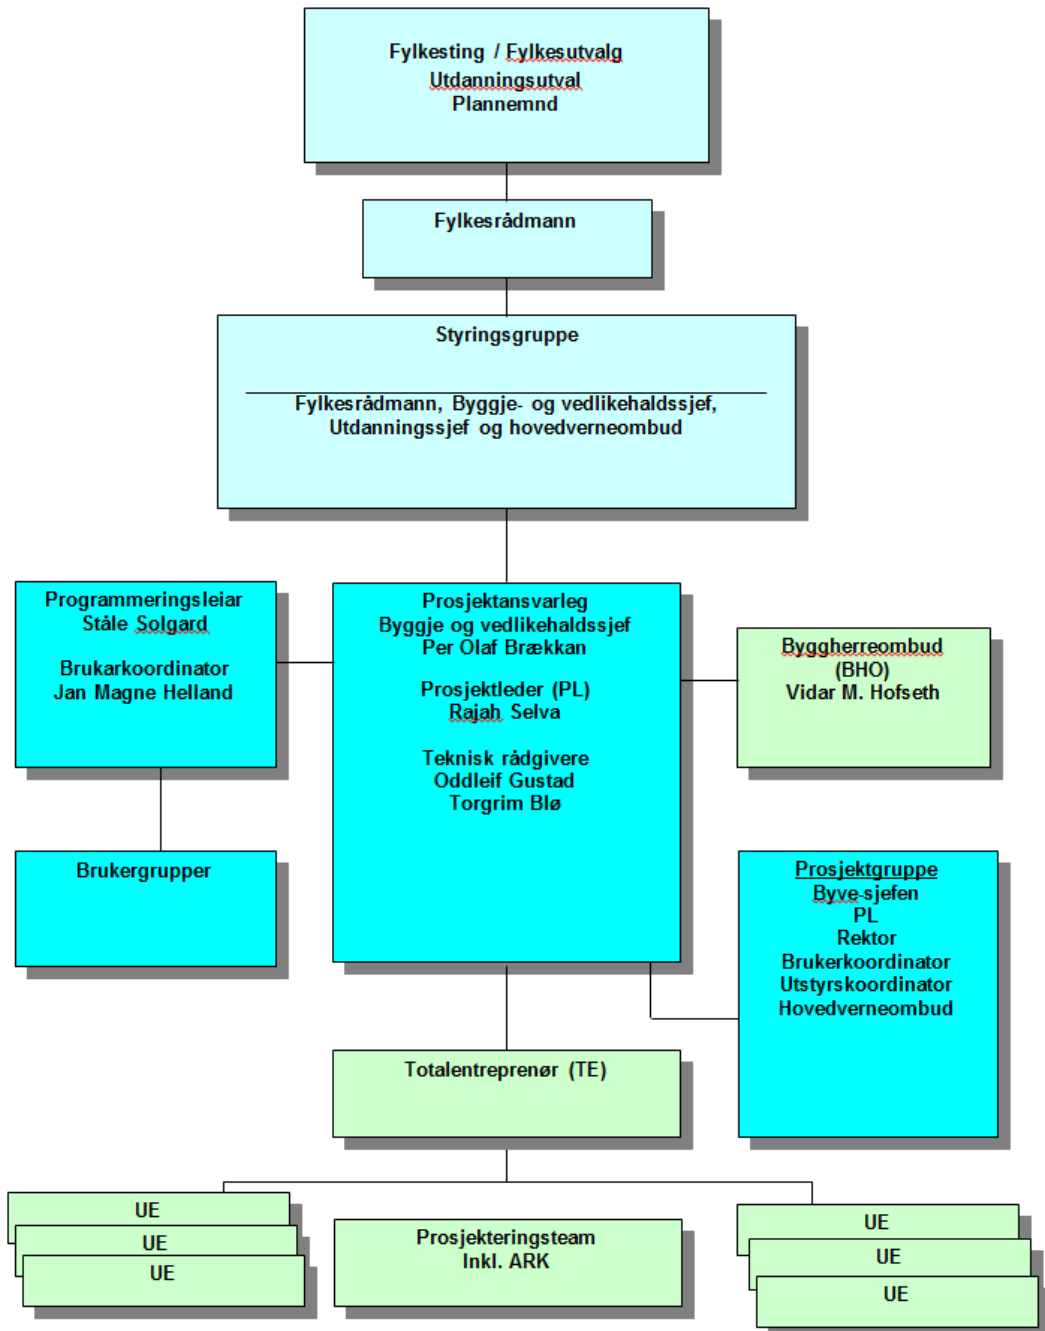 Fylkesting / Fylkesutvalg
Utdanningsutval
Plannemnd
Fylkesrådmann
Styringsgruppe
Fylkesrådmann, Byggje- og vedlikehaldssjef,
Utdanningssjef og hovedverneombud
Programmeringsleiar
Ståle Solgard
Brukarkoordinator
Jan Magne Helland
Prosjektansvarleg
Byggje og vedlikehaldssjef
Per Olaf Brækkan
Prosjektleder (PL)
Rajah Selva
Teknisk rådgivere
Oddleif Gustad
Torgrim Blø
Byggherreombud
(BHO)
Vidar M. Hofseth
Brukergrupper
Prosjektgruppe
Byve-sjefen
PL
Rektor
Brukerkoordinator
Utstyrskoordinator
Hovedverneombud
Totalentreprenør (TE)
UE
UE
UE
Prosjekteringsteam
Inkl. ARK
UE
UE
UE